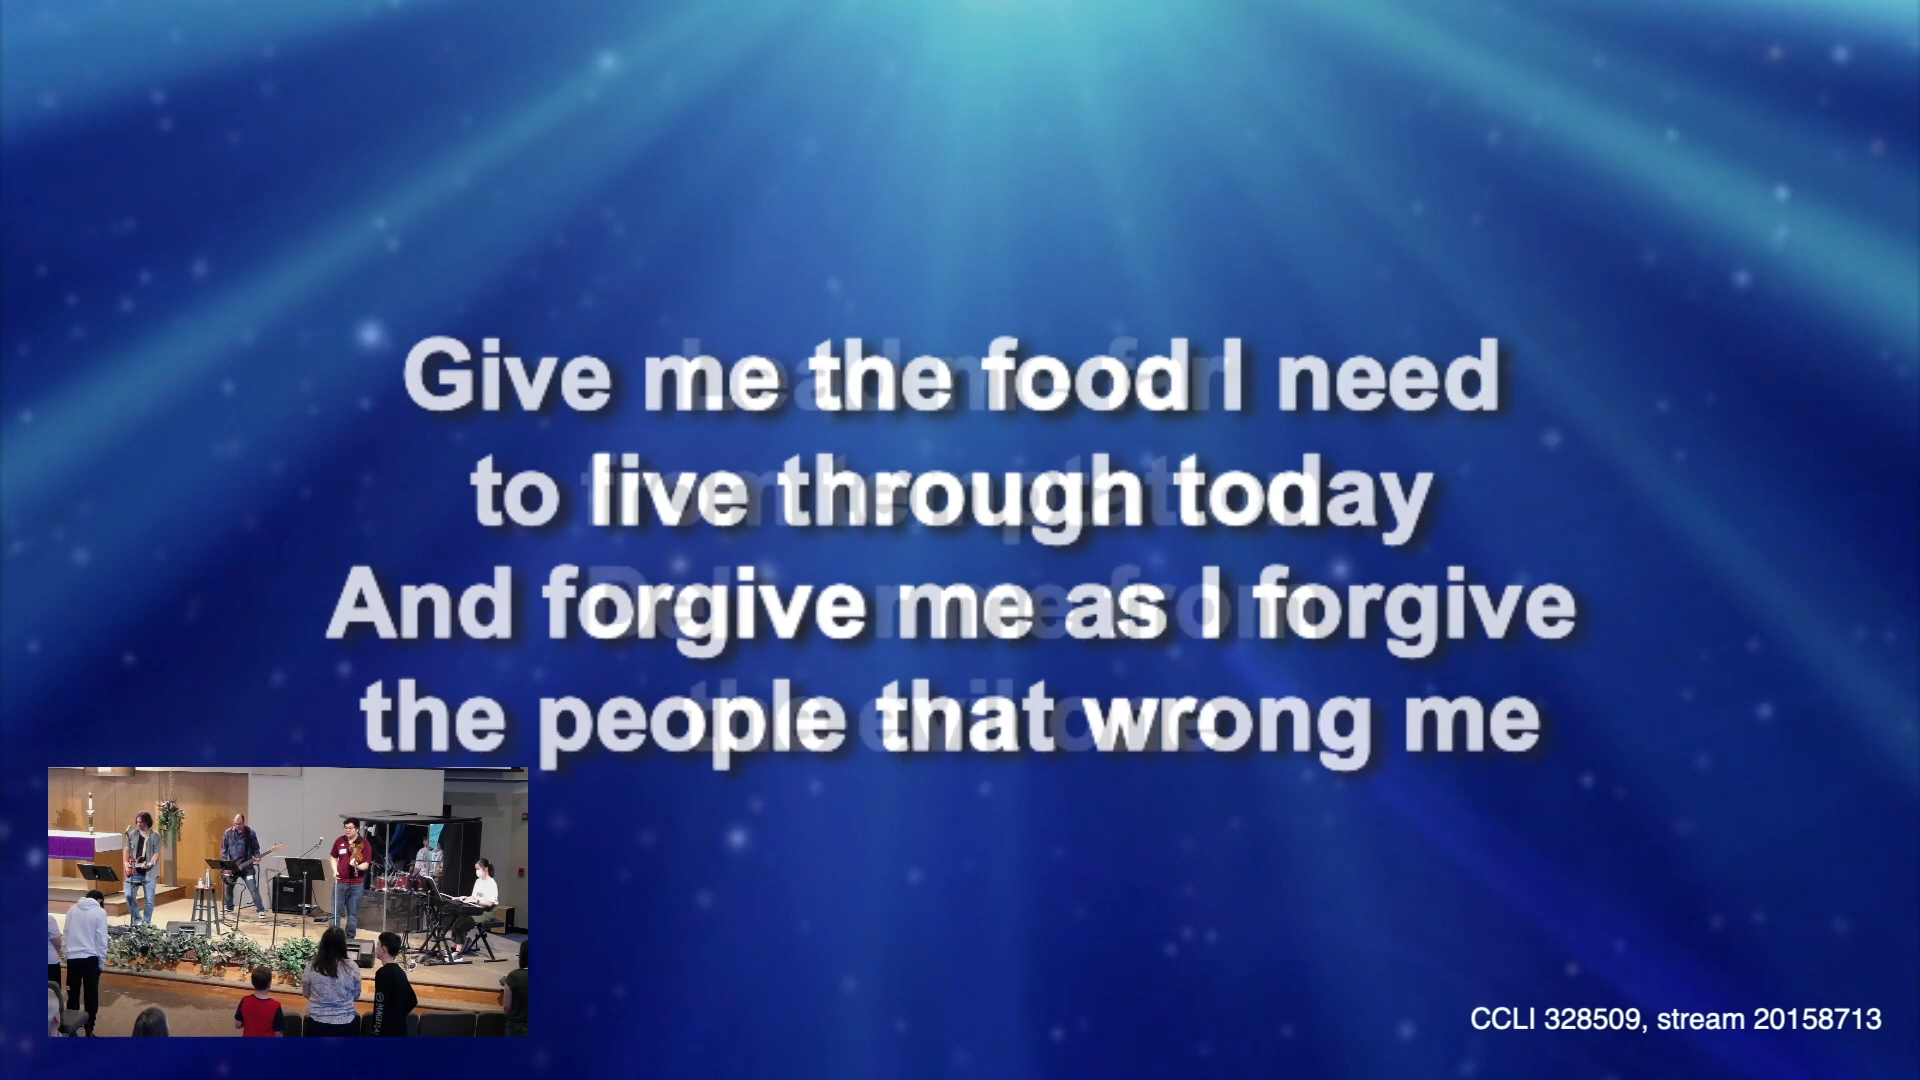 Give me the food I need
to live through today
And forgive me as I forgive
the people that wrong me
CCLI 328509, stream 20158713